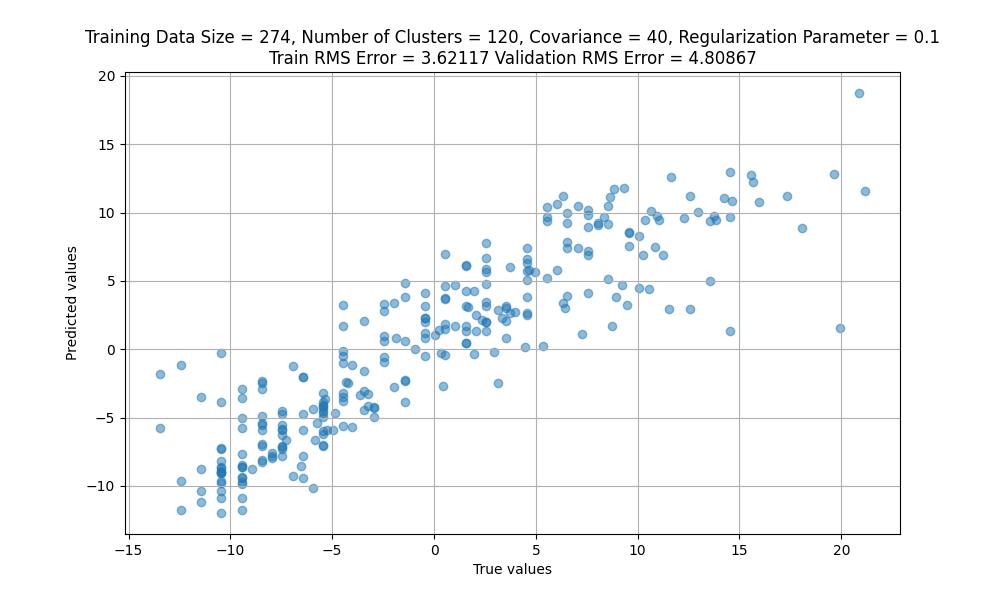 Training Data Size = 274, Number of Clusters = 120, Covariance = 40, Regularization Parameter = 0.1
Train RMS Error = 3.62117 Validation RMS Error = 4.80867
20
15
10
5
0
−5
−10
Predicted values
−15 −10 −5 0 5 10 15 20
True values